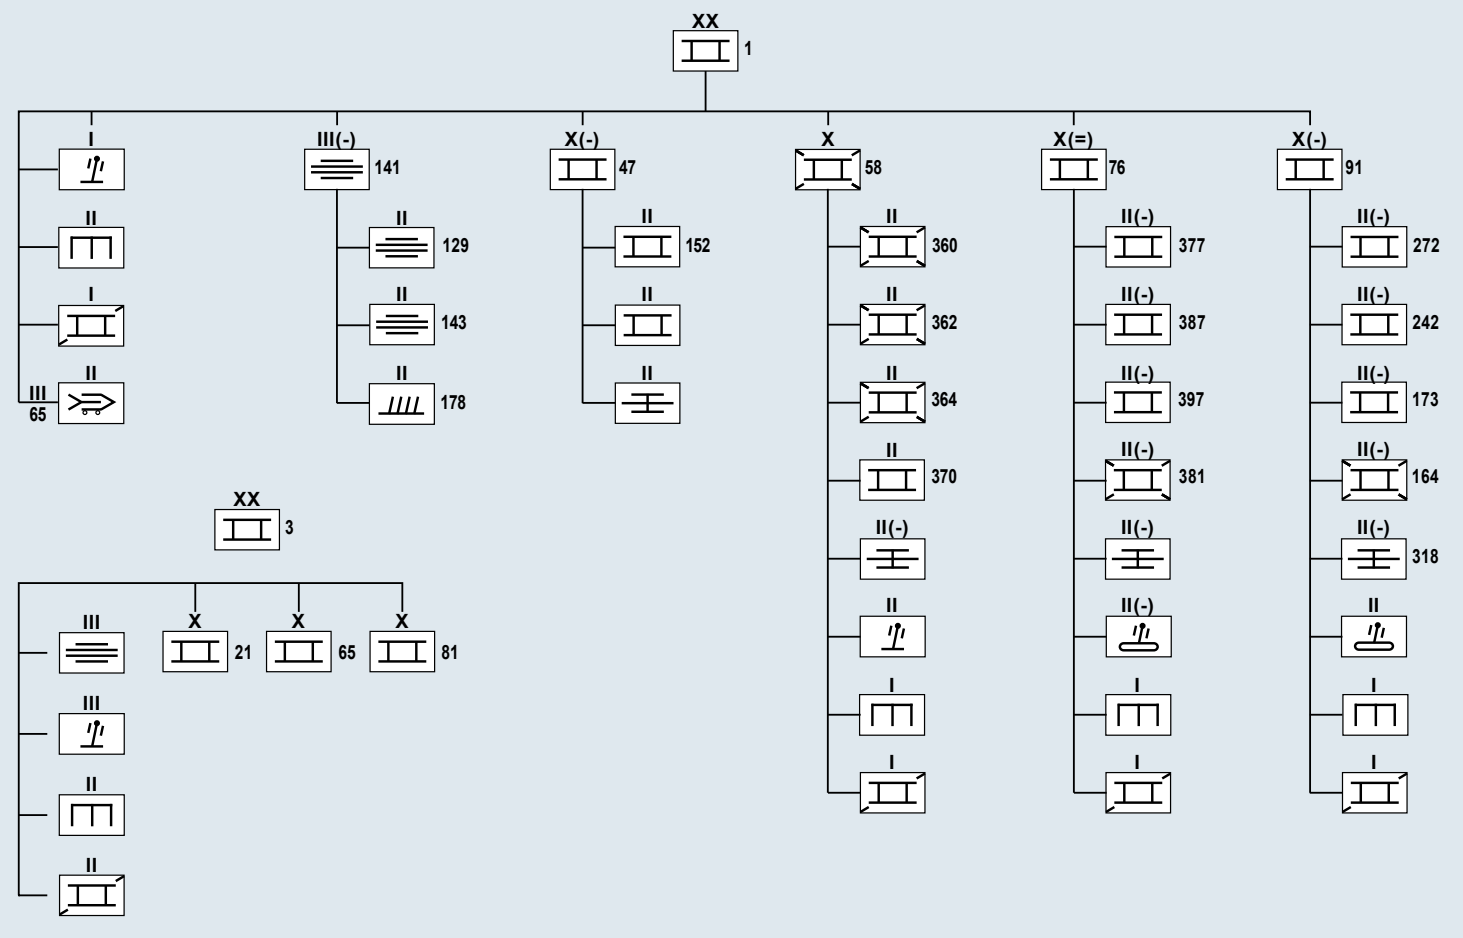 XX
1
I
III(-)
X(-)
X
X(=)
X(-)
141
47
58
76
91
II
II
II
II
II(-)
II(-)
129
152
360
377
272
I
II
II
II
II(-)
II(-)
143
362
387
242
III
65
II
II
II
II
II(-)
II(-)
178
364
397
173
II
II(-)
II(-)
370
381
164
XX
3
II(-)
II(-)
II(-)
318
III
X
X
X
II
II(-)
II
21
65
81
III
I
I
I
II
I
I
I
II